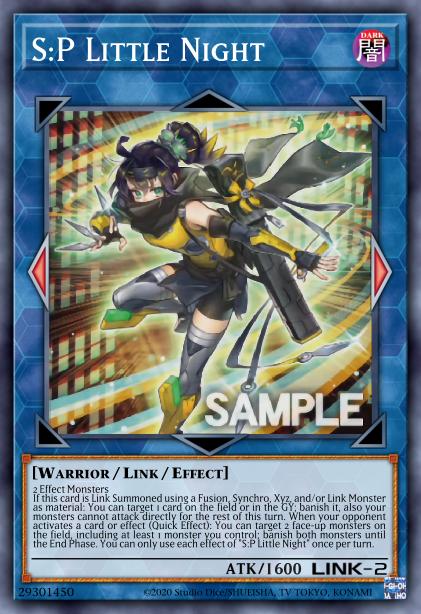 S:P LITTLE NIGHT
DARK
闇
SAMPLE
[WARRIOR / LINK / EFFECT]
2 Effect Monsters
If this card is Link Summoned using a Fusion, Synchro, Xyz, and/or Link Monster
as material: You can target 1 card on the field or in the GY; banish it, also your
monsters cannot attack directly for the rest of this turn. When your opponent
activates a card or effect (Quick Effect): You can target 2 face-up monsters on
the field, including at least 1 monster you control; banish both monsters until
the End Phase. You can only use each effect of "S:P Little Night" once per turn.
ATK/1600 LINK-2
29301450 ©2020 Studio Dice/SHUEISHA, TV TOKYO, KONAMI